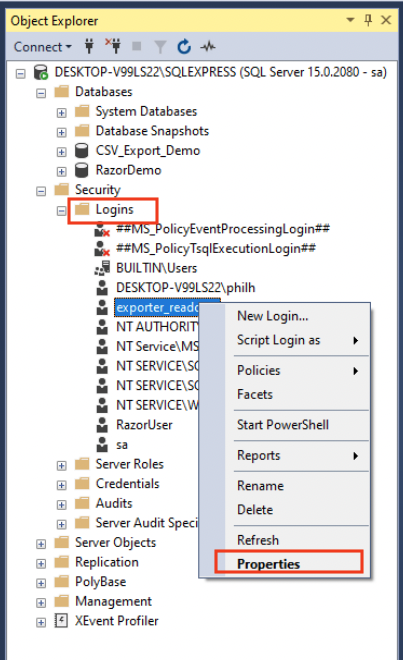 Object Explorer
Connect
DESKTOP-V99LS22\SQLEXPRESS (SQL Server 15.0.2080 - sa)
Databases
System Databases
Database Snapshots
CSV_Export_Demo
RazorDemo
Security
Logins
##MS_PolicyEventProcessingLogin##
##MS_PolicyTsqlExecutionLogin##
BUILTIN\Users
DESKTOP-V99LS22\philh
exporter_reado
NT AUTHORIT
NT Service\MS
NT SERVICE\SQ
NT SERVICE\SQ
NT SERVICE\W
RazorUser
sa
Server Roles
Credentials
Audits
Server Audit Speci
Server Objects
Replication
PolyBase
Management
XEvent Profiler
New Login...
Script Login as
Policies
Facets
Start PowerShell
Reports
Rename
Delete
Refresh
Properties